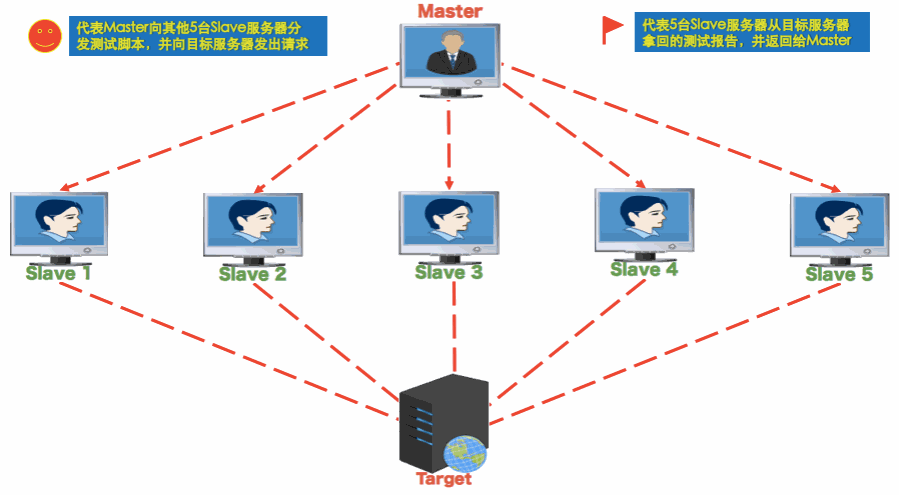 Master
代表Master向其他5台Slave服务器分
发测试脚本，并向目标服务器发出请求
代表5台Slave服务器从目标服务器
拿回的测试报告，并返回给Master
Slave 1
Slave 2
Slave 3
Slave 4
Slave 5
Target